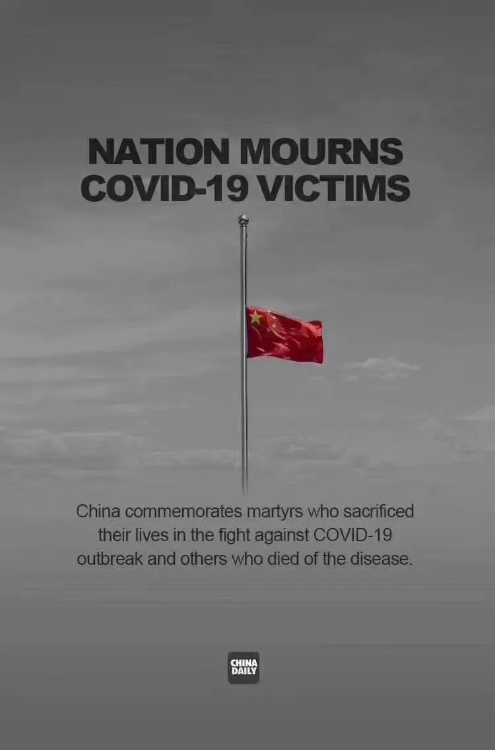 NATION MOURNS
COVID-19 VICTIMS
China commemorates martyrs who sacrificed
their lives in the fight against COVID-19
outbreak and others who died of the disease.
CHINA
DAILY